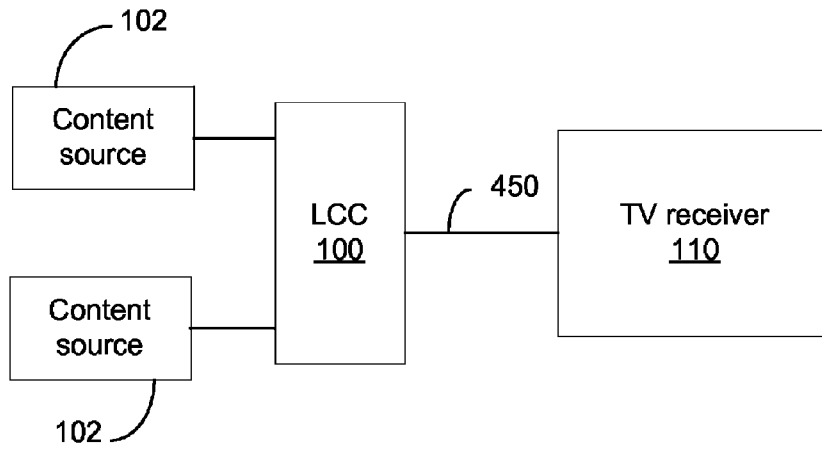 102
Content
source
LCC
100
450
TV receiver
110
Content
source
102